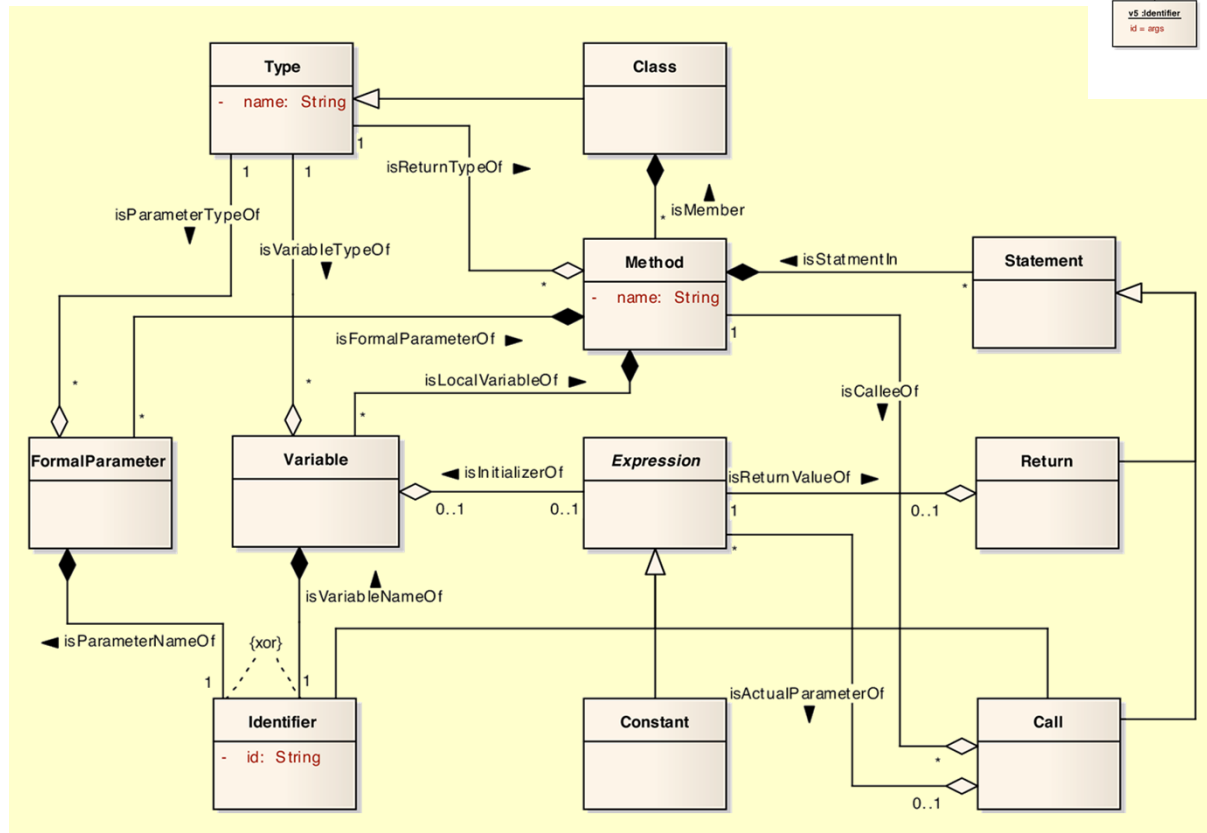 v5 :Identifier
id = args
Type
- name: String
Class
1
1
1
isReturnTypeOf
isParameterTypeOf
isVariableTypeOf
*
isMember
Method
- name: String
*
isStatmentIn
*
Statement
isFormalParameterOf
1
isLocalVariableOf
isCalleeOf
*
*
*
*
FormalParameter
Variable
isInitializerOf
0..1
0..1
Expression
isReturnValueOf
1
0..1
*
Return
isVariableNameOf
isParameterNameOf
{xor}
1
1
isActualParameterOf
Identifier
- id: String
Constant
Call
*
0..1